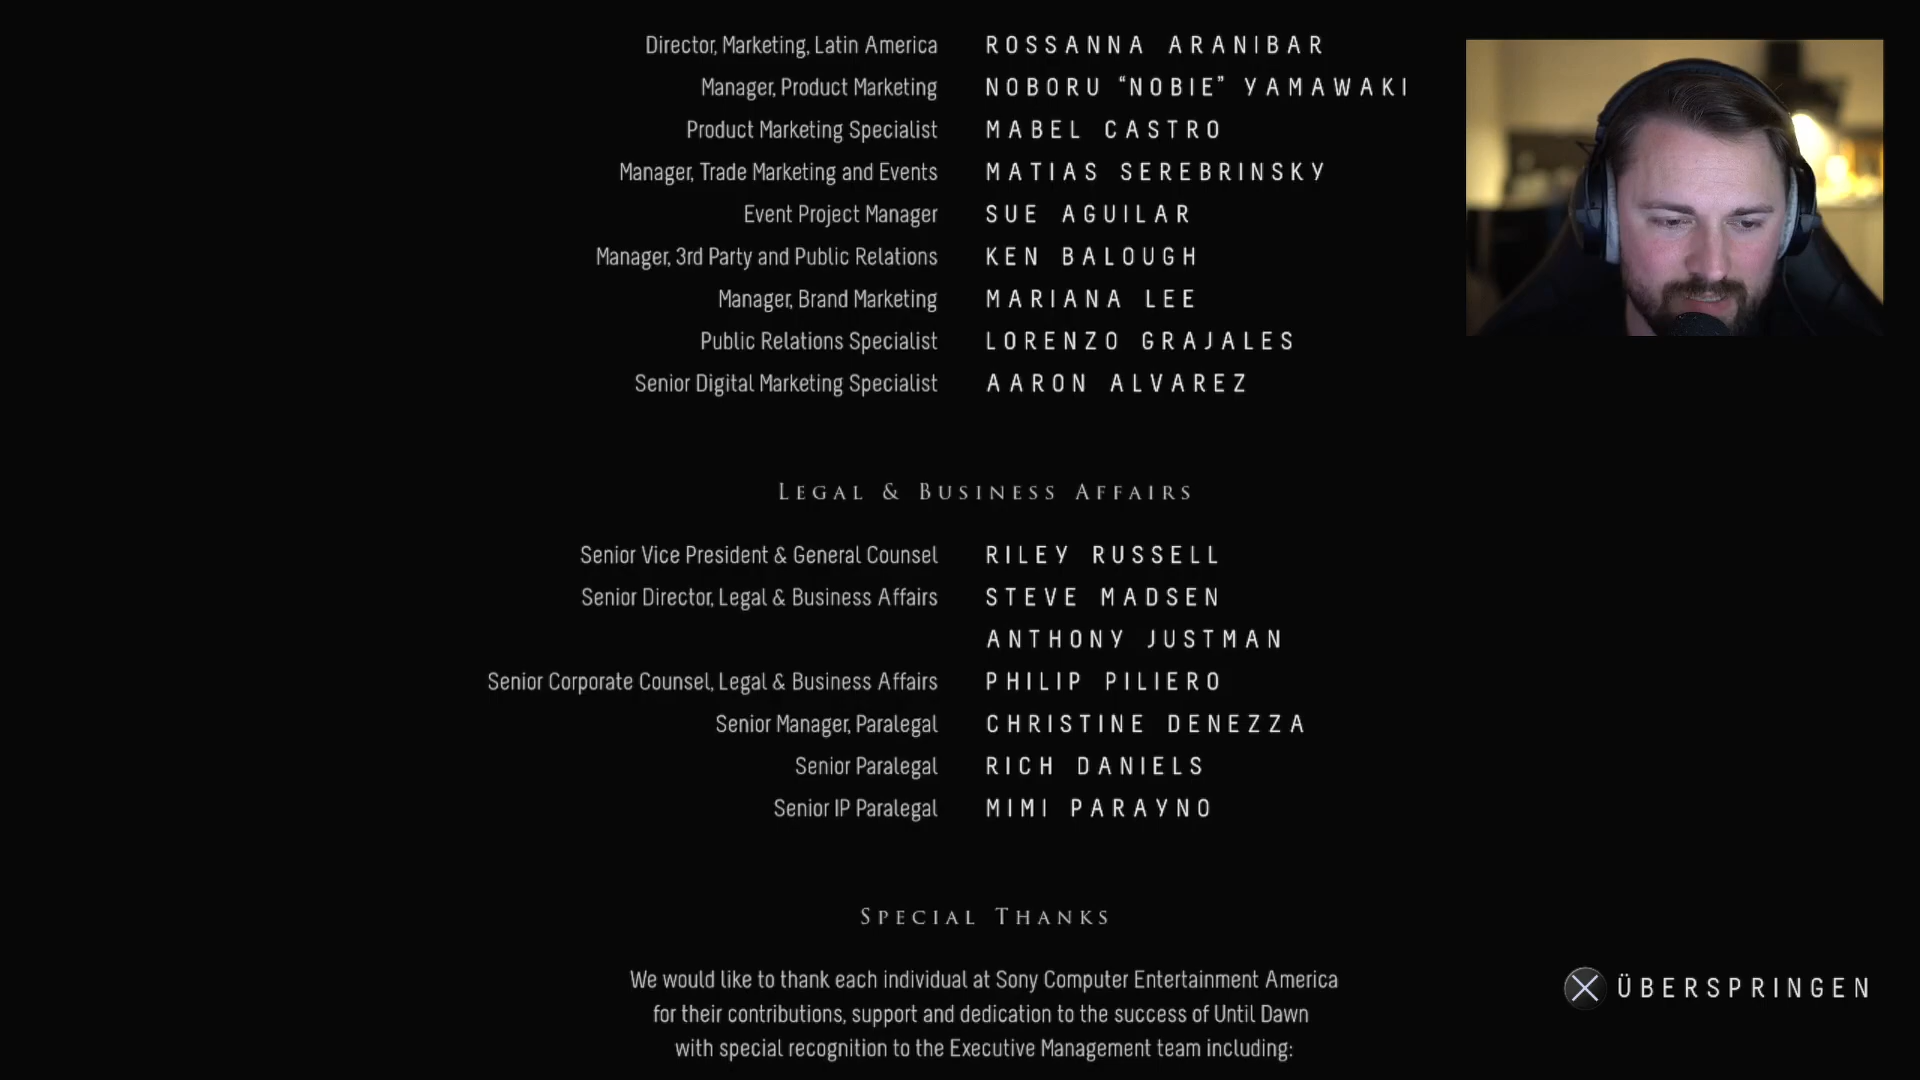 Director, Marketing, Latin America ROSSANNA ARANIBAR
Manager, Product Marketing NOBORU “NOBIE” YAMAWAKI
Product Marketing Specialist MABEL CASTRO
Manager, Trade Marketing and Events MATIAS SEREBRINSKY
Event Project Manager SUE AGUILAR
Manager, 3rd Party and Public Relations KEN BALOUGH
Manager, Brand Marketing MARIANA LEE
Public Relations Specialist LORENZO GRAJALES
Senior Digital Marketing Specialist AARON ALVAREZ
LEGAL & BUSINESS AFFAIRS
Senior Vice President & General Counsel RILEY RUSSELL
Senior Director, Legal & Business Affairs STEVE MADSEN
ANTHONY JUSTMAN
Senior Corporate Counsel, Legal & Business Affairs PHILIP PILIERO
Senior Manager, Paralegal CHRISTINE DENEZZA
Senior Paralegal RICH DANIELS
Senior IP Paralegal MIMI PARAYNO
SPECIAL THANKS
We would like to thank each individual at Sony Computer Entertainment America
for their contributions, support and dedication to the success of Until Dawn
with special recognition to the Executive Management team including:
ÜBERSPRINGEN